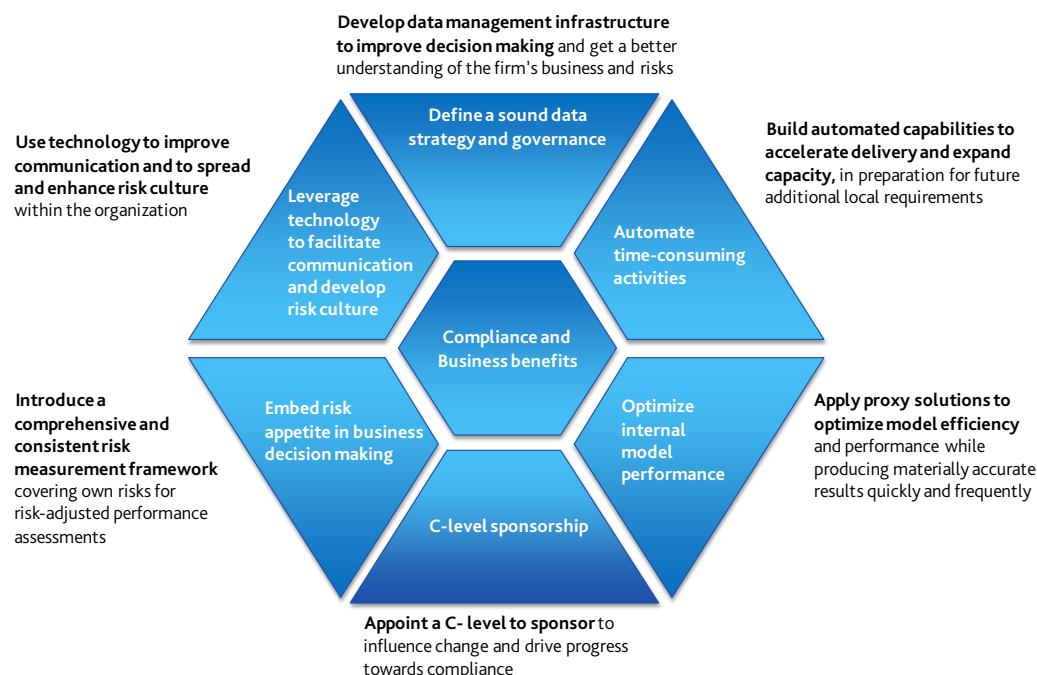 Develop data management infrastructure
to improve decision making and get a better
understanding of the firm's business and risks
Define a sound data
strategy and governance
Use technology to improve
communication and to spread
and enhance risk culture
within the organization
Leverage
technology
to facilitate
communication
and develop
risk culture
Build automated capabilities to
accelerate delivery and expand
capacity, in preparation for future
additional local requirements
Automate
time-consuming
activities
Compliance and
Business benefits
Introduce a
comprehensive and
consistent risk
measurement framework
covering own risks for
risk-adjusted performance
assessments
Embed risk
appetite in business
decision making
Optimize
internal
model
performance
Apply proxy solutions to
optimize model efficiency
and performance while
producing materially accurate
results quickly and frequently
C-level sponsorship
Appoint a C- level to sponsor to
influence change and drive progress
towards compliance